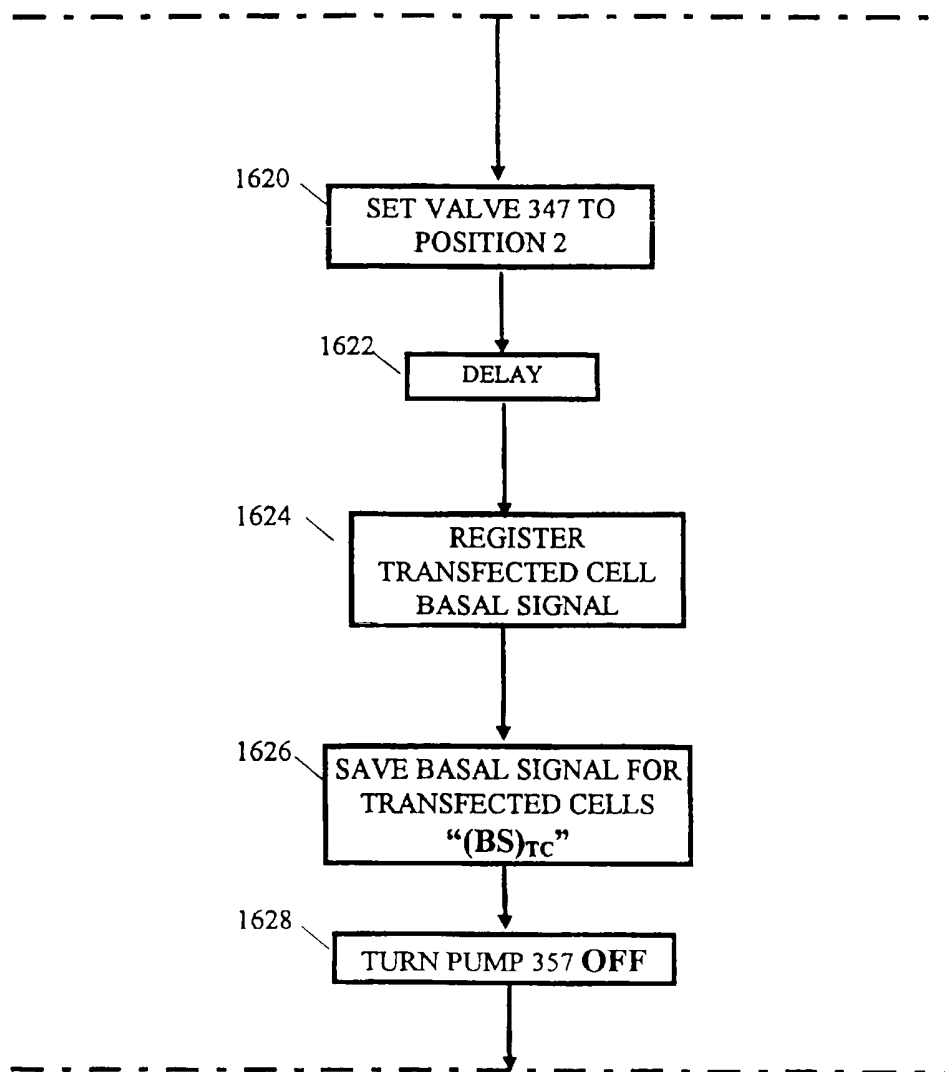 1620
SET VALVE 347 TO
POSITION 2
1622
DELAY
1624
REGISTER
TRANSFECTED CELL
BASAL SIGNAL
1626
SAVE BASAL SIGNAL FOR
TRANSFECTED CELLS
“(BS)TC”
1628
TURN PUMP 357 OFF